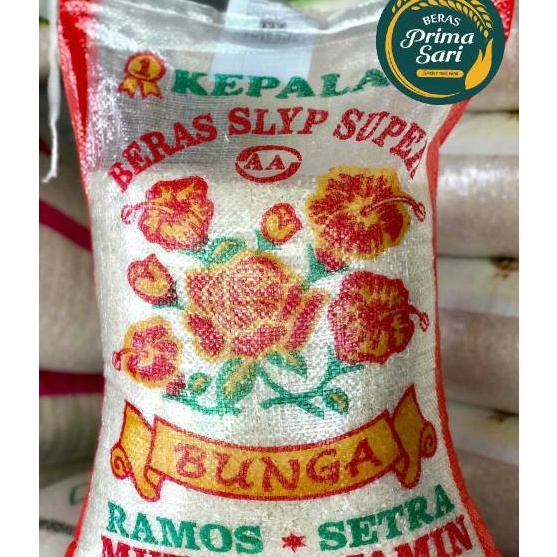 BERAS
Prima
Sari
1
KEPALA
BERAS SLYP SUPER
AA
BUNGA
RAMOS * SETRA